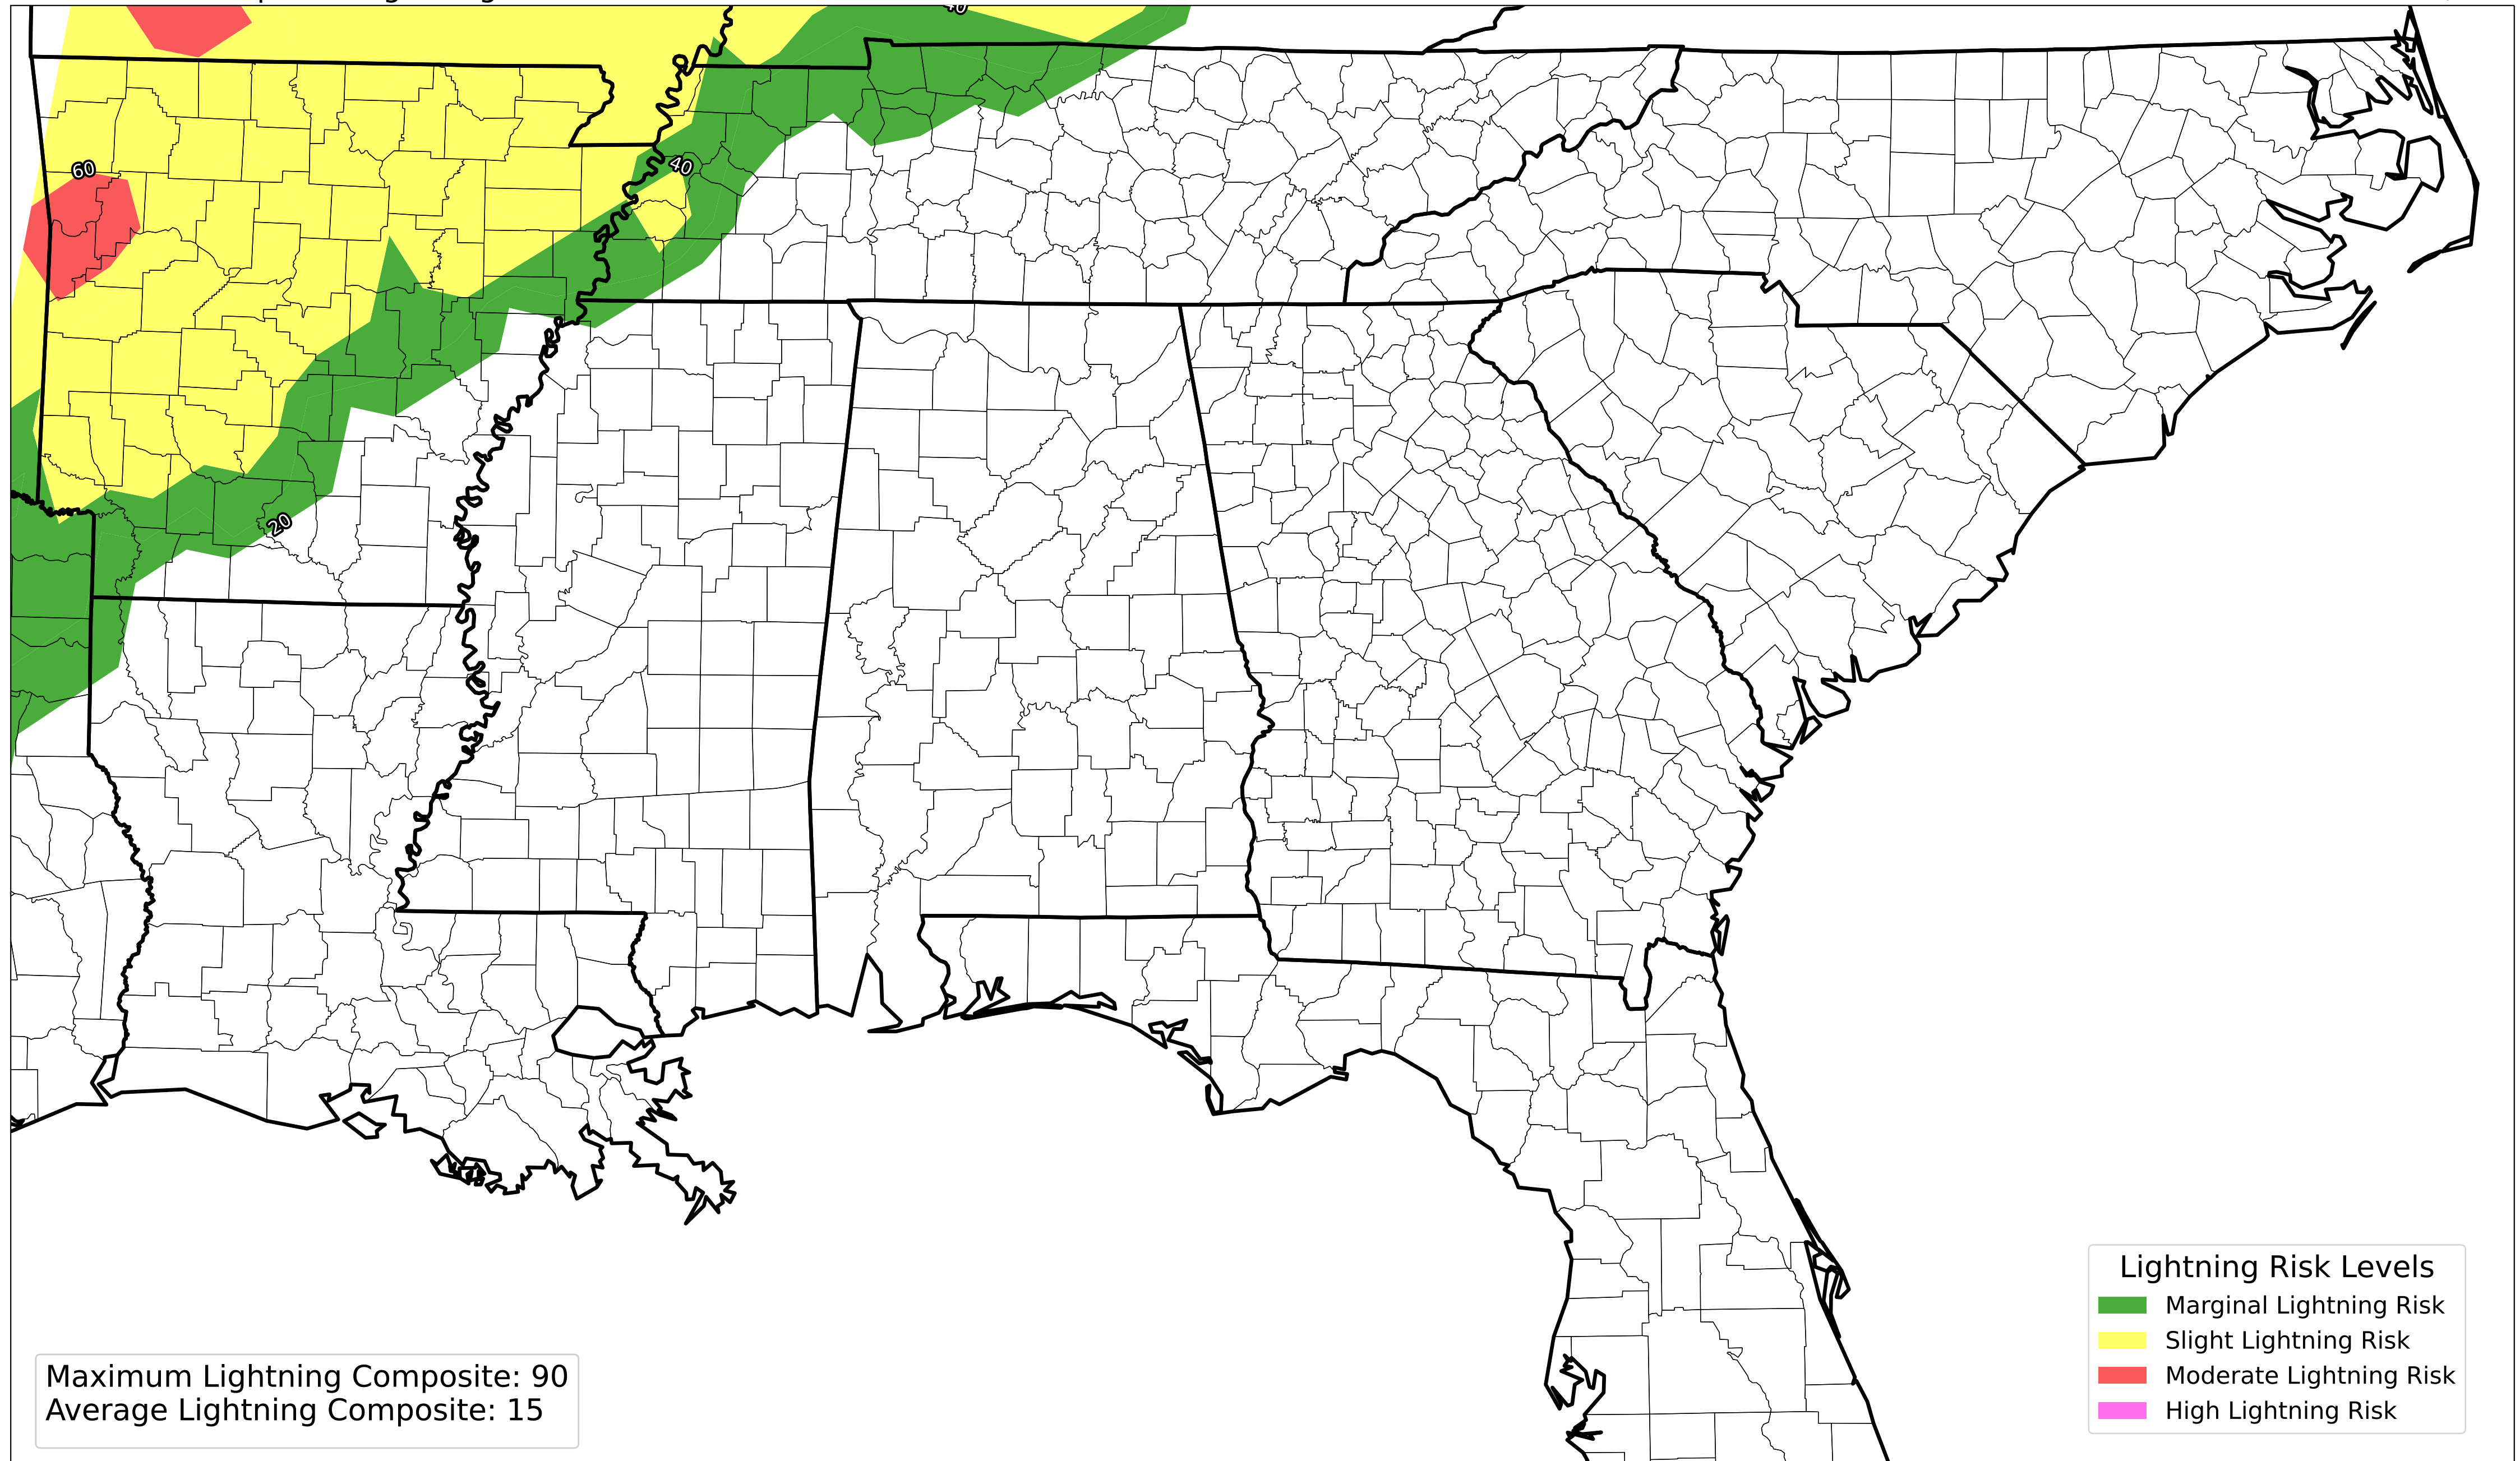 40
60
40
20
Lightning Risk Levels
Marginal Lightning Risk
Slight Lightning Risk
Moderate Lightning Risk
High Lightning Risk
Maximum Lightning Composite: 90
Average Lightning Composite: 15